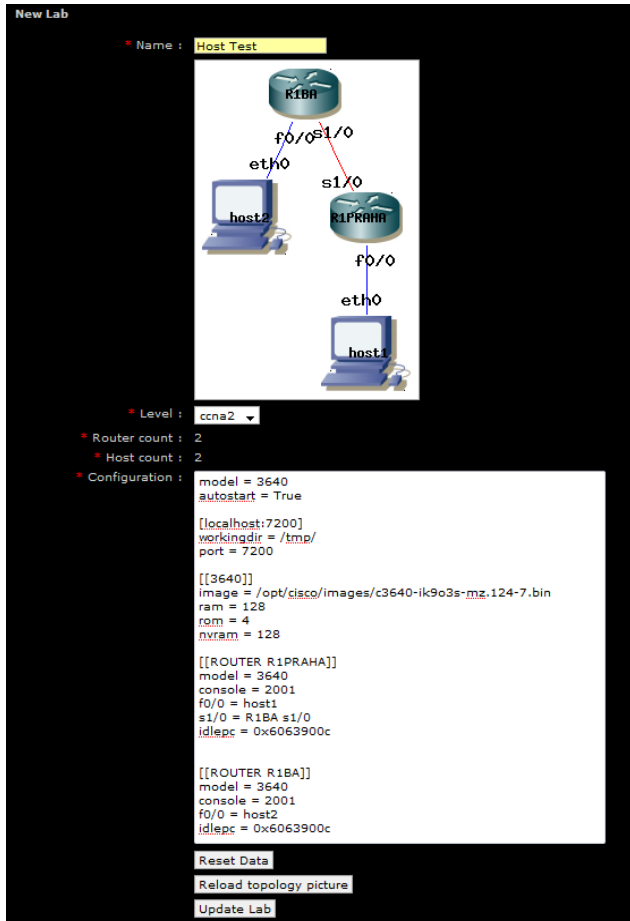 New Lab
* Name : Host Test
R1BA
f0/0 s1/0
eth0
s1/0
host2
R1PRAHA
f0/0
eth0
host1
* Level : ccna2
* Router count : 2
* Host count : 2
* Configuration :
model = 3640
autostart = True
[localhost:7200]
workingdir = /tmp/
port = 7200
[[3640]]
image = /opt/cisco/images/c3640-ik9o3s-mz.124-7.bin
ram = 128
rom = 4
nvram = 128
[[ROUTER R1PRAHA]]
model = 3640
console = 2001
f0/0 = host1
s1/0 = R1BA s1/0
idlepc = 0x6063900c
[[ROUTER R1BA]]
model = 3640
console = 2001
f0/0 = host2
idlepc = 0x6063900c
Reset Data
Reload topology picture
Update Lab